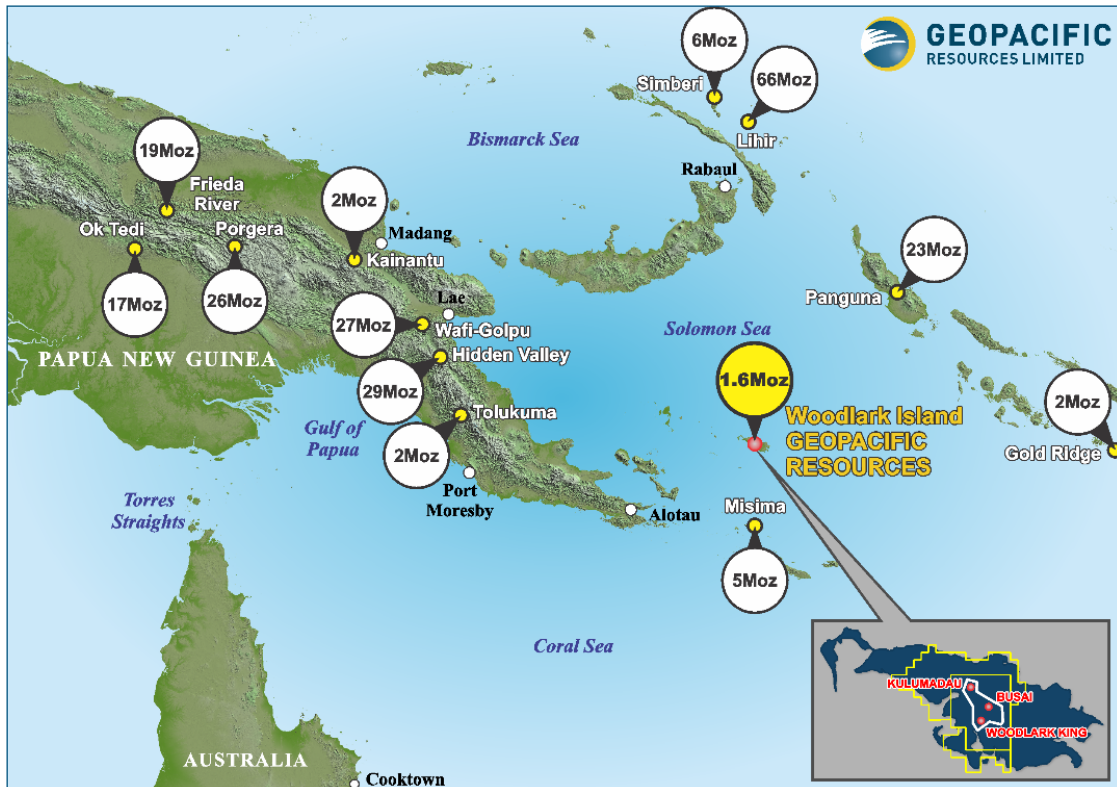 GEOPACIFIC
RESOURCES LIMITED
6Moz
66Moz
Simberi
Lihir
Bismarck Sea
Rabaul
19Moz
Frieda
River
Ok Tedi
Porgera
2Moz
Madang
Kainantu
17Moz
26Moz
Lae
27Moz
Wafi-Golpu
Hidden Valley
PAPUA NEW GUINEA
29Moz
Tolukuma
Gulf of
Papua
2Moz
Port
Moresby
Alotau
23Moz
Panguna
Solomon Sea
1.6Moz
Woodlark Island
GEOPACIFIC
RESOURCES
2Moz
Gold Ridge
Torres
Straights
Misima
5Moz
Coral Sea
KULUMADAU
BUSAI
WOODLARK KING
AUSTRALIA
Cooktown